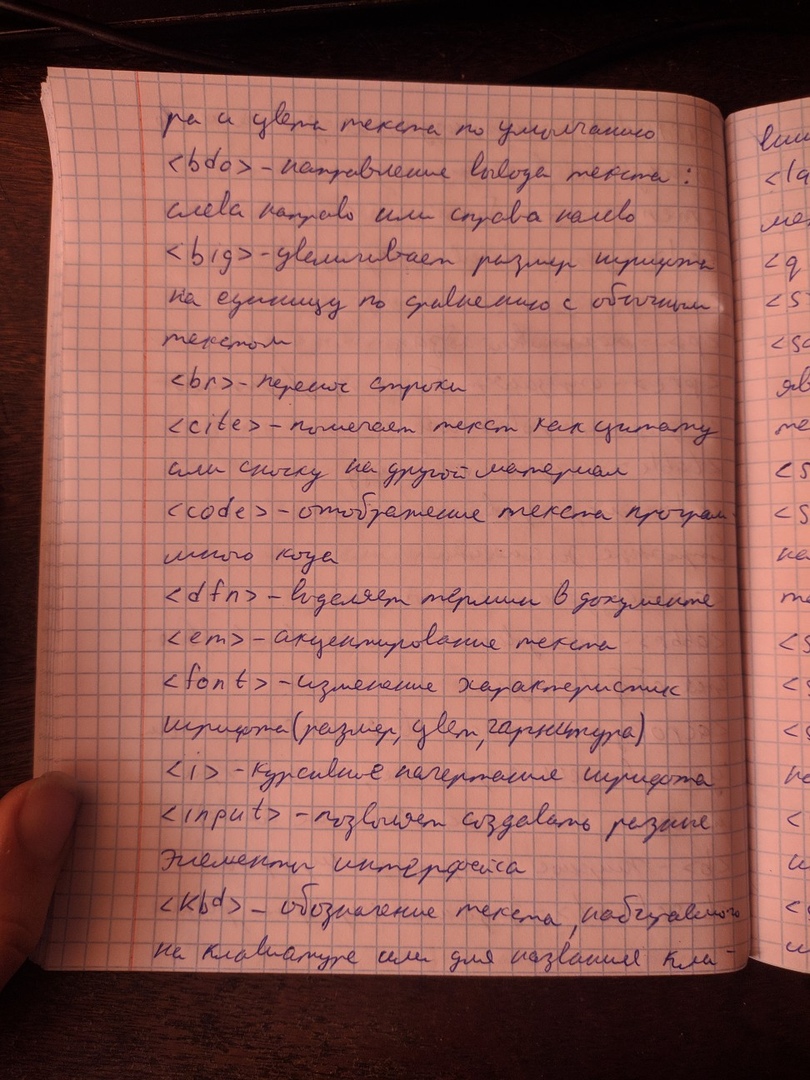 ра и цвета текста по умолчанию
<bdo> - направление вывода текста:
слева направо или справа налево
<big> - увеличивает размер шрифта
на единицу по сравнению с обычным
текстом
<br> - перенос строки
<cite> - помечает текст как цитату
или сноску на другой материал
<code> - отображение текста програм-
много кода
<dfn> - выделяет термин в документе
<em> - акцентирование текста
<font> - изменение характеристик
шрифта (размер, цвет, гарнитура)
<i> - курсивное начертание шрифта
<input> - позволяет создавать разные
элементы интерфейса
<kbd> - обозначение текста, набираемого
на клавиатуре или для названия кла-
<q